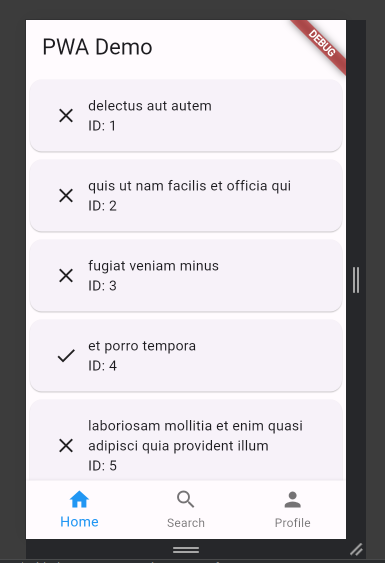 PWA Demo
DEBUG
delectus aut autem
ID: 1
quis ut nam facilis et officia qui
ID: 2
fugiat veniam minus
ID: 3
et porro tempora
ID: 4
laboriosam mollitia et enim quasi
adipisci quia provident illum
ID: 5
Home
Search
Profile